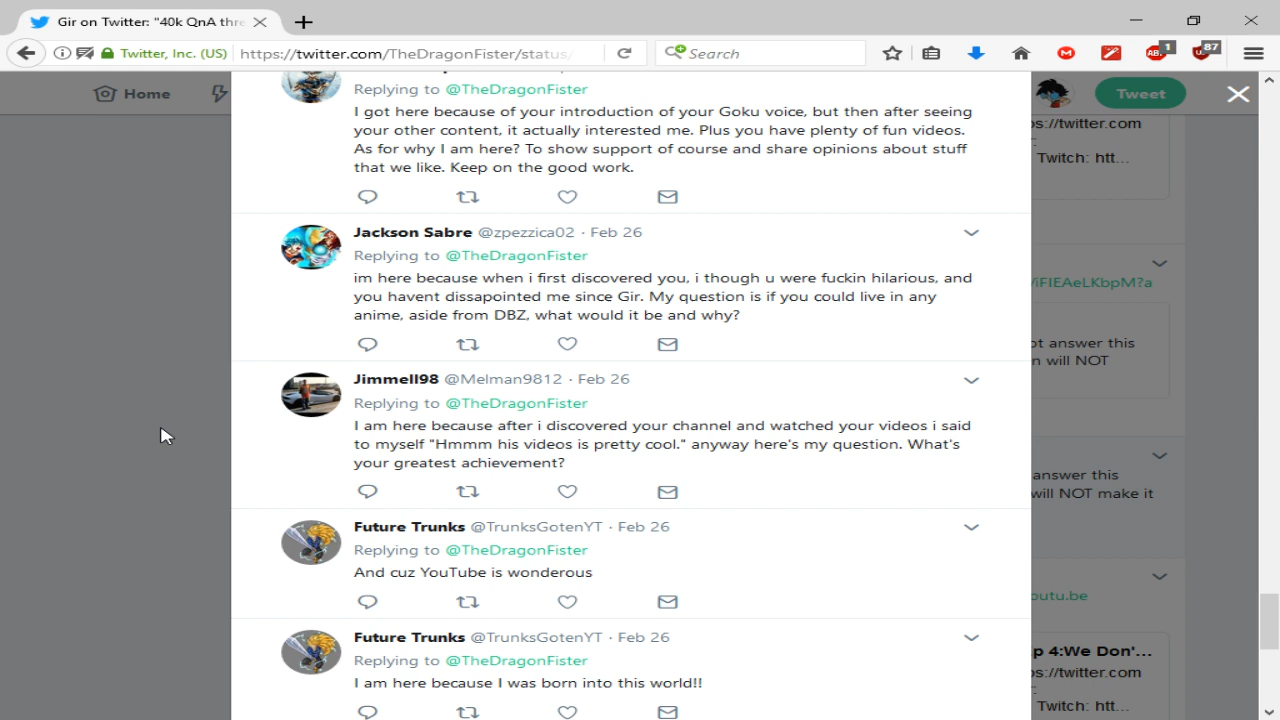 Gir on Twitter: "40k QnA thre
Twitter, Inc. (US)
https://twitter.com/TheDragonFister/status/
Search
1
87
Home
Tweet
Replying to @TheDragonFister
I got here because of your introduction of your Goku voice, but then after seeing
your other content, it actually interested me. Plus you have plenty of fun videos.
As for why I am here? To show support of course and share opinions about stuff
that we like. Keep on the good work.
Jackson Sabre @zpezzica02 · Feb 26
Replying to @TheDragonFister
im here because when i first discovered you, i though u were fuckin hilarious, and
you havent dissapointed me since Gir. My question is if you could live in any
anime, aside from DBZ, what would it be and why?
Jimmell98 @Melman9812 · Feb 26
Replying to @TheDragonFister
I am here because after i discovered your channel and watched your videos i said
to myself "Hmmm his videos is pretty cool." anyway here's my question. What's
your greatest achievement?
Future Trunks @TrunksGotenYT · Feb 26
Replying to @TheDragonFister
And cuz YouTube is wonderous
Future Trunks @TrunksGotenYT · Feb 26
Replying to @TheDragonFister
I am here because I was born into this world!!
ps://twitter.com
Twitch: htt...
/iFIEAeLKbpM?a
ot answer this
n will NOT
answer this
will NOT make it
outu.be
p 4:We Don'...
ps://twitter.com
Twitch: htt...